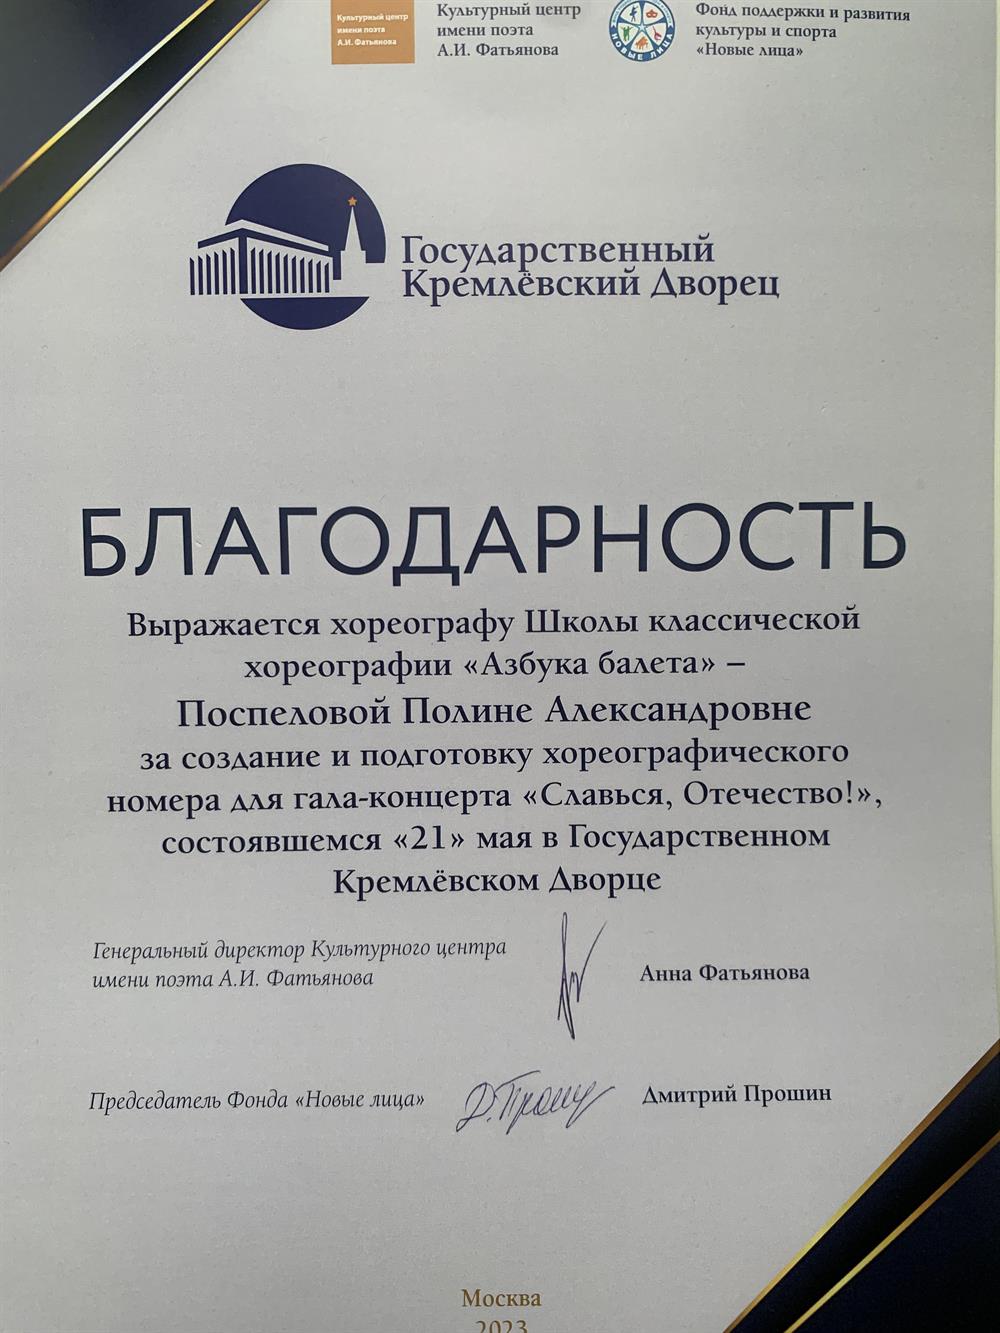 Культурный центр
имени поэта
А.И. Фатьянова
Культурный центр
имени поэта
А.И. Фатьянова
НОВЫЕ ЛИЦА
Фонд поддержки и развития
культуры и спорта
«Новые лица»
Государственный
Кремлёвский Дворец
БЛАГОДАРНОСТЬ
Выражается хореографу Школы классической
хореографии «Азбука балета» –
Поспеловой Полине Александровне
за создание и подготовку хореографического
номера для гала-концерта «Славься, Отечество!»,
состоявшемся «21» мая в Государственном
Кремлёвском Дворце
Генеральный директор Культурного центра
имени поэта А.И. Фатьянова
Анна Фатьянова
Председатель Фонда «Новые лица»
Д. Прошин
Дмитрий Прошин
Москва
2023